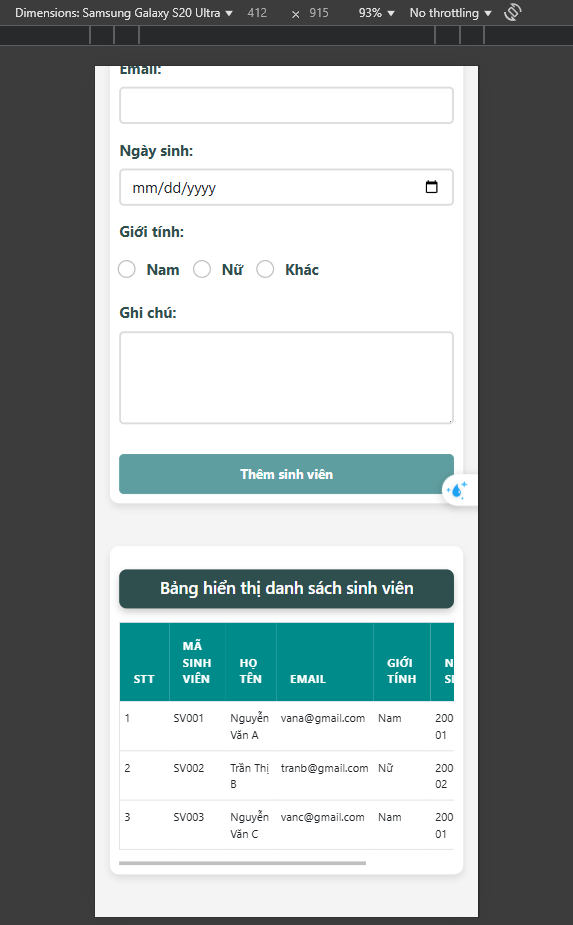 Dimensions: Samsung Galaxy S20 Ultra 412 × 915 93% No throttling
Email:
Ngày sinh:
mm/dd/yyyy
Giới tính:
Nam Nữ Khác
Ghi chú:
Thêm sinh viên
Bảng hiển thị danh sách sinh viên
STT MÃ SINH VIÊN HỌ TÊN EMAIL GIỚI TÍNH
1 SV001 Nguyễn Văn A vana@gmail.com Nam 200 01
2 SV002 Trần Thị B tranb@gmail.com Nữ 200 02
3 SV003 Nguyễn Văn C vanc@gmail.com Nam 200 01